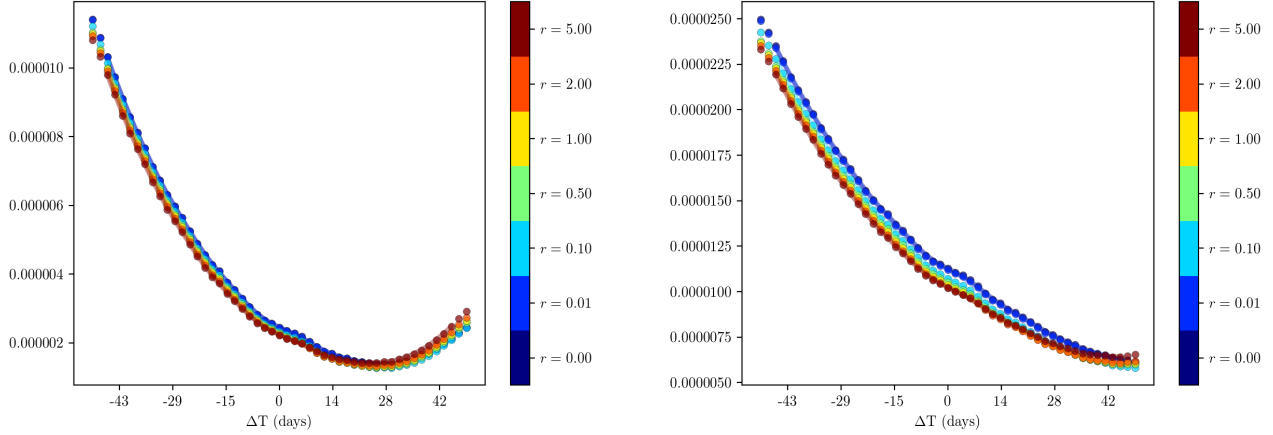 0.000010
0.000008
0.000006
0.000004
0.000002
-43 -29 -15 0 14 28 42
ΔT (days)
r = 5.00
r = 2.00
r = 1.00
r = 0.50
r = 0.10
r = 0.01
r = 0.00
0.0000250
0.0000225
0.0000200
0.0000175
0.0000150
0.0000125
0.0000100
0.0000075
0.0000050
-43 -29 -15 0 14 28 42
ΔT (days)
r = 5.00
r = 2.00
r = 1.00
r = 0.50
r = 0.10
r = 0.01
r = 0.00